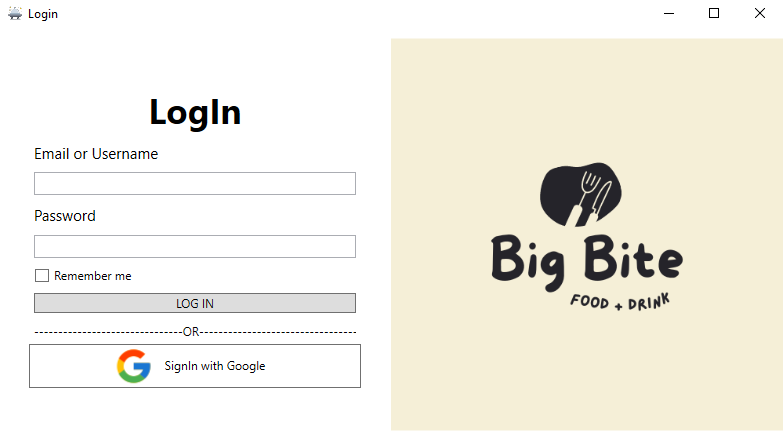 Login
LogIn
Email or Username
Password
Remember me
LOG IN
-------------------------------OR---------------------------------
SignIn with Google
Big Bite
FOOD + DRINK